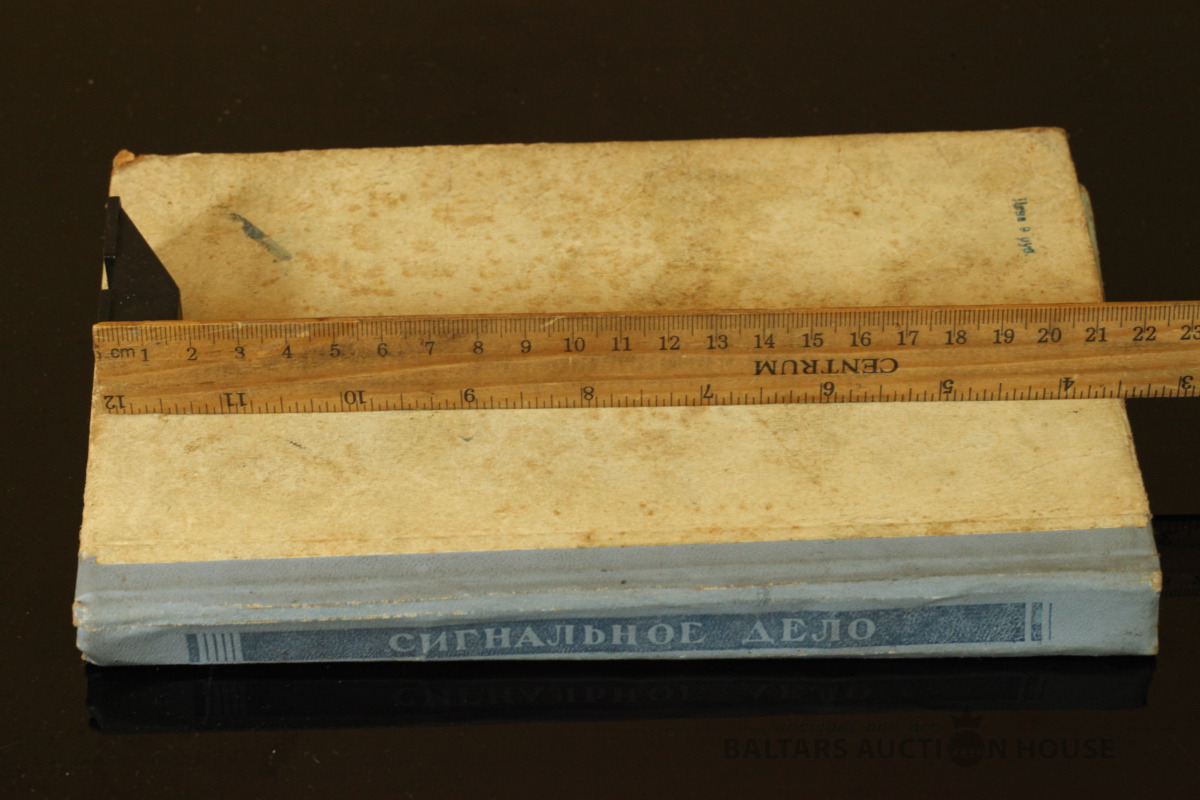 cm 1 2 3 4 5 6 7 8 9 10 11 12 13 14 15 16 17 18 19 20 21 22 23
CENTRUM
12 11 10 9 8 7 6 5 4 3
СИГНАЛЬНОЕ ДЕЛО
BALTARS AUCTION HOUSE